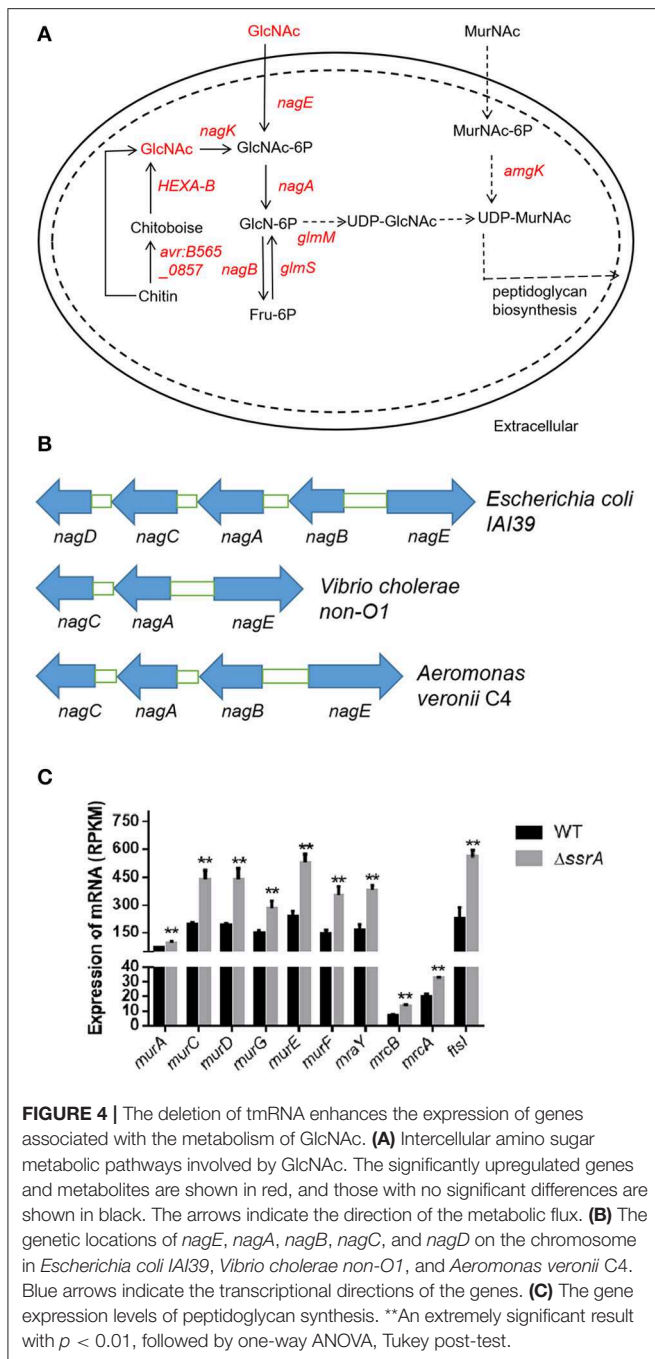 A
GlcNAc
MurNAc
nagE
MurNAc-6P
nagK
GlcNAc
GlcNAc-6P
amgK
HEXA-B
nagA
Chitoboise
GlcN-6P
UDP-GlcNAc
UDP-MurNAc
glmM
avr:B565
_0857
nagB
glmS
Chitin
peptidoglycan
biosynthesis
Fru-6P
Extracellular
B
Escherichia coli
IAI39
nagD
nagC
nagA
nagB
nagE
Vibrio cholerae
non-O1
nagC
nagA
nagE
Aeromonas
veronii C4
nagC
nagA
nagB
nagE
C
Expression of mRNA (RPKM)
750
600
450
300
150
40
30
20
10
0
**
**
**
**
**
**
**
**
**
**
WT
ΔssrA
murA
murC
murD
murG
murE
murF
mraY
mrcB
mrcA
ftsI
FIGURE 4 | The deletion of tmRNA enhances the expression of genes
associated with the metabolism of GlcNAc. (A) Intercellular amino sugar
metabolic pathways involved by GlcNAc. The significantly upregulated genes
and metabolites are shown in red, and those with no significant differences are
shown in black. The arrows indicate the direction of the metabolic flux. (B) The
genetic locations of nagE, nagA, nagB, nagC, and nagD on the chromosome
in Escherichia coli IAI39, Vibrio cholerae non-O1, and Aeromonas veronii C4.
Blue arrows indicate the transcriptional directions of the genes. (C) The gene
expression levels of peptidoglycan synthesis. **An extremely significant result
with p < 0.01, followed by one-way ANOVA, Tukey post-test.